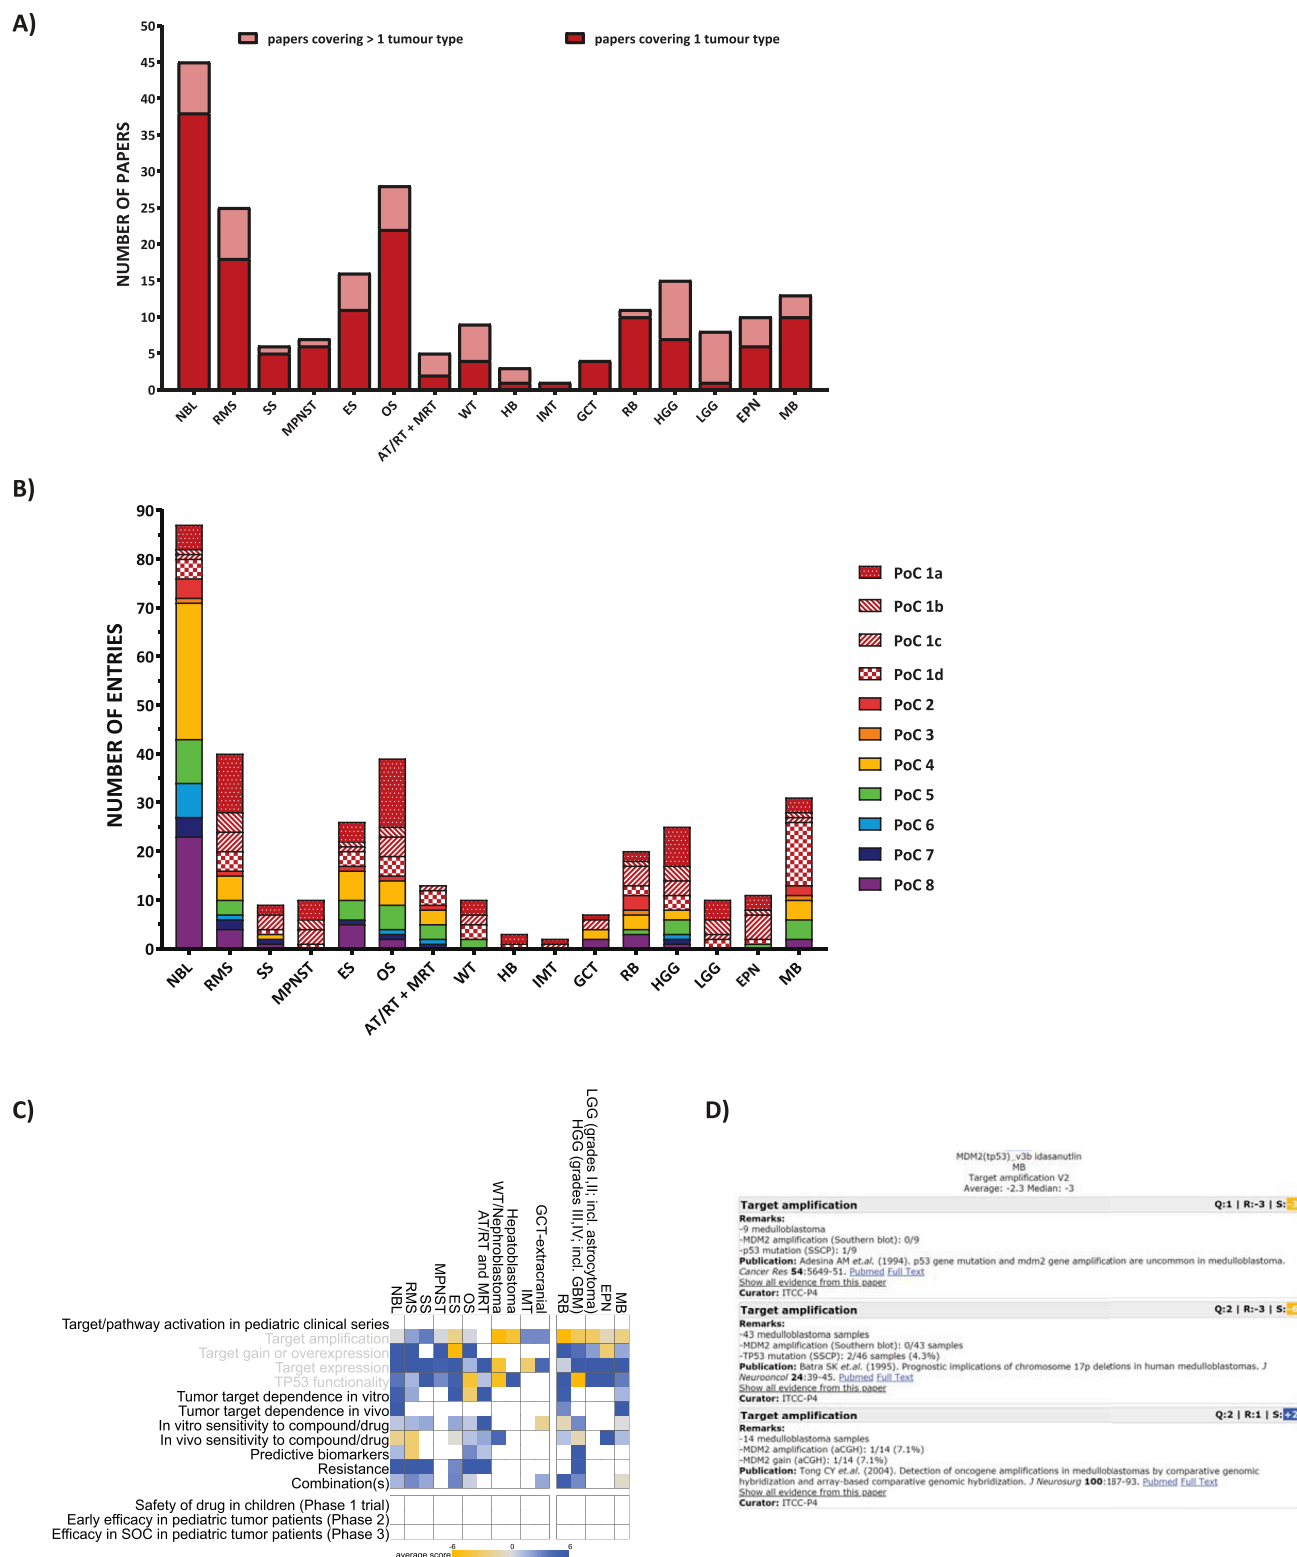 A)
50
45
40
35
30
25
20
15
10
5
0
NUMBER OF PAPERS
papers covering > 1 tumour type
papers covering 1 tumour type
NBL
RMS
SS
MPNST
ES
OS
AT/RT + MRT
WT
HB
IMT
GCT
RB
HGG
LGG
EPN
MB
B)
90
80
70
60
50
40
30
20
10
0
NUMBER OF ENTRIES
PoC 1a
PoC 1b
PoC 1c
PoC 1d
PoC 2
PoC 3
PoC 4
PoC 5
PoC 6
PoC 7
PoC 8
NBL
RMS
SS
MPNST
ES
OS
AT/RT + MRT
WT
HB
IMT
GCT
RB
HGG
LGG
EPN
MB
C)
NBL
RMS
SS
MPNST
ES
OS
AT/RT and MRT
WT/Nephroblastoma
Hepatoblastoma
IMT
GCT-extracranial
RB
HGG (grades III,IV; incl. GBM)
LGG (grades I,II; incl. astrocytoma)
EPN
MB
Target/pathway activation in pediatric clinical series
Target amplification
Target gain or overexpression
Target expression
TP53 functionality
Tumor target dependence in vitro
Tumor target dependence in vivo
In vitro sensitivity to compound/drug
In vivo sensitivity to compound/drug
Predictive biomarkers
Resistance
Combination(s)
Safety of drug in children (Phase 1 trial)
Early efficacy in pediatric tumor patients (Phase 2)
Efficacy in SOC in pediatric tumor patients (Phase 3)
average score
-6 0 6
D)
MDM2(tp53)_v3b idasanutlin
MB
Target amplification V2
Average: -2.3 Median: -3
Target amplification Q:1 | R:-3 | S:-3
Remarks:
-9 medulloblastoma
-MDM2 amplification (Southern blot): 0/9
-p53 mutation (SSCP): 1/9
Publication: Adesina AM et.al. (1994). p53 gene mutation and mdm2 gene amplification are uncommon in medulloblastoma.
Cancer Res 54:5649-51. Pubmed Full Text
Show all evidence from this paper
Curator: ITCC-P4
Target amplification Q:2 | R:-3 | S:-6
Remarks:
-43 medulloblastoma samples
-MDM2 amplification (Southern blot): 0/43 samples
-TP53 mutation (SSCP): 2/46 samples (4.3%)
Publication: Batra SK et.al. (1995). Prognostic implications of chromosome 17p deletions in human medulloblastomas. J
Neurooncol 24:39-45. Pubmed Full Text
Show all evidence from this paper
Curator: ITCC-P4
Target amplification Q:2 | R:1 | S:+2
Remarks:
-14 medulloblastoma samples
-MDM2 amplification (aCGH): 1/14 (7.1%)
-MDM2 gain (aCGH): 1/14 (7.1%)
Publication: Tong CY et.al. (2004). Detection of oncogene amplifications in medulloblastomas by comparative genomic
hybridization and array-based comparative genomic hybridization. J Neurosurg 100:187-93. Pubmed Full Text
Show all evidence from this paper
Curator: ITCC-P4